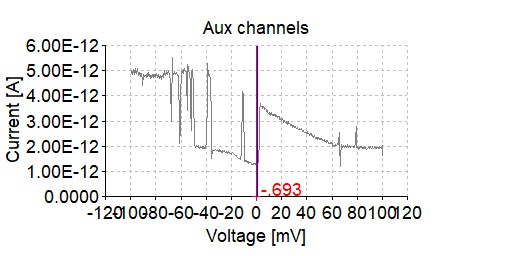 Aux channels
6.00E-12
5.00E-12
4.00E-12
3.00E-12
2.00E-12
1.00E-12
0.0000
Current [A]
-.693
-120-100-80-60-40-20 0 20 40 60 80 100 120
Voltage [mV]